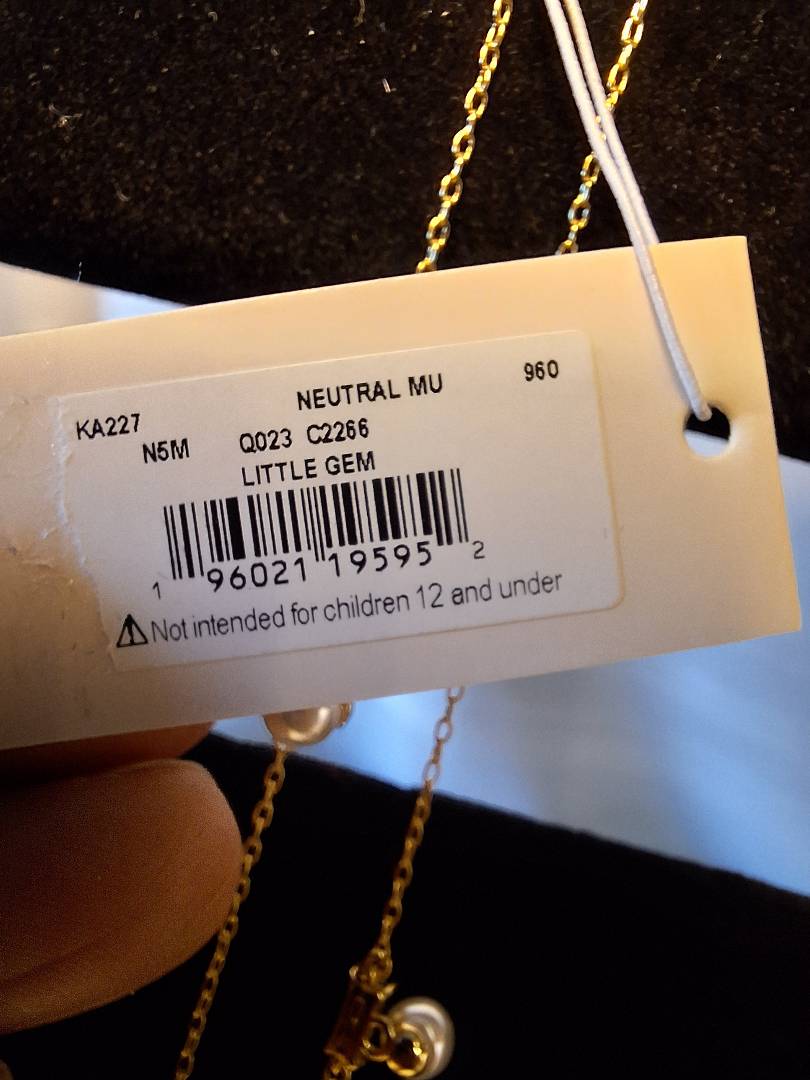 NEUTRAL MU 960
KA227
N5M Q023 C2266
LITTLE GEM
1 96021 19595 2
⚠Not intended for children 12 and under